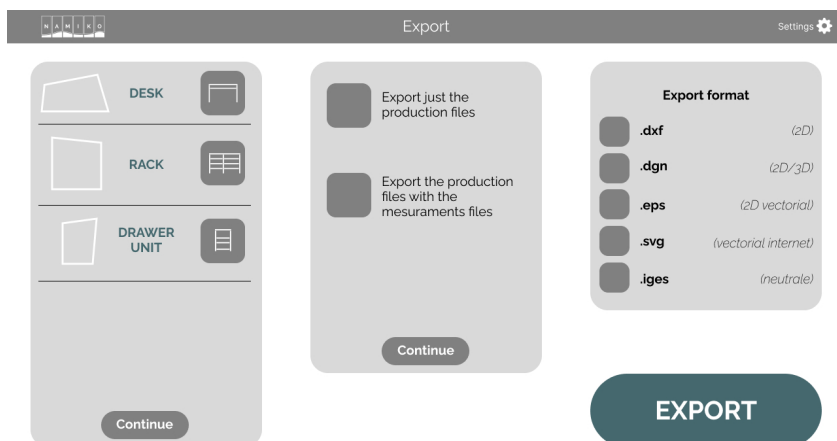 NAMIKO
Export
Settings
DESK
RACK
DRAWER
UNIT
Continue
Export just the
production files
Export the production
files with the
mesuraments files
Continue
Export format
.dxf (2D)
.dgn (2D/3D)
.eps (2D vectorial)
.svg (vectorial internet)
.iges (neutrale)
EXPORT